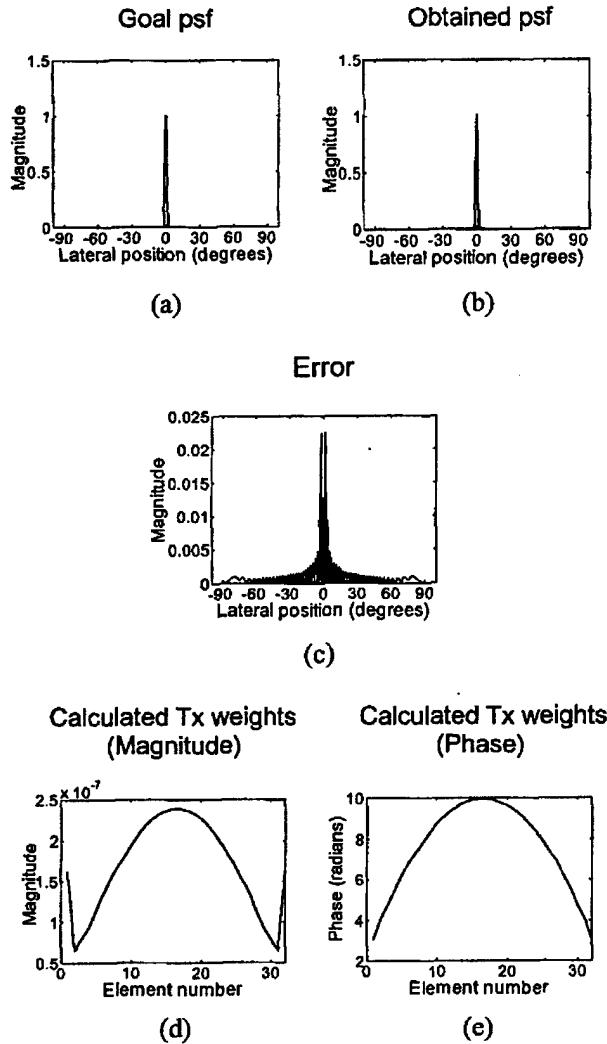 Goal psf
Obtained psf
1.5
1
0.5
0
Magnitude
-90 -60 -30 0 30 60 90
Lateral position (degrees)
(a)
1.5
1
0.5
0
Magnitude
-90 -60 -30 0 30 60 90
Lateral position (degrees)
(b)
Error
0.025
0.02
0.015
0.01
0.005
0
Magnitude
-90 -60 -30 0 30 60 90
Lateral position (degrees)
(c)
Calculated Tx weights
(Magnitude)
× 10⁻⁷
2.5
2
1.5
1
0.5
Magnitude
0 10 20 30
Element number
(d)
Calculated Tx weights
(Phase)
10
8
6
4
2
Phase (radians)
0 10 20 30
Element number
(e)